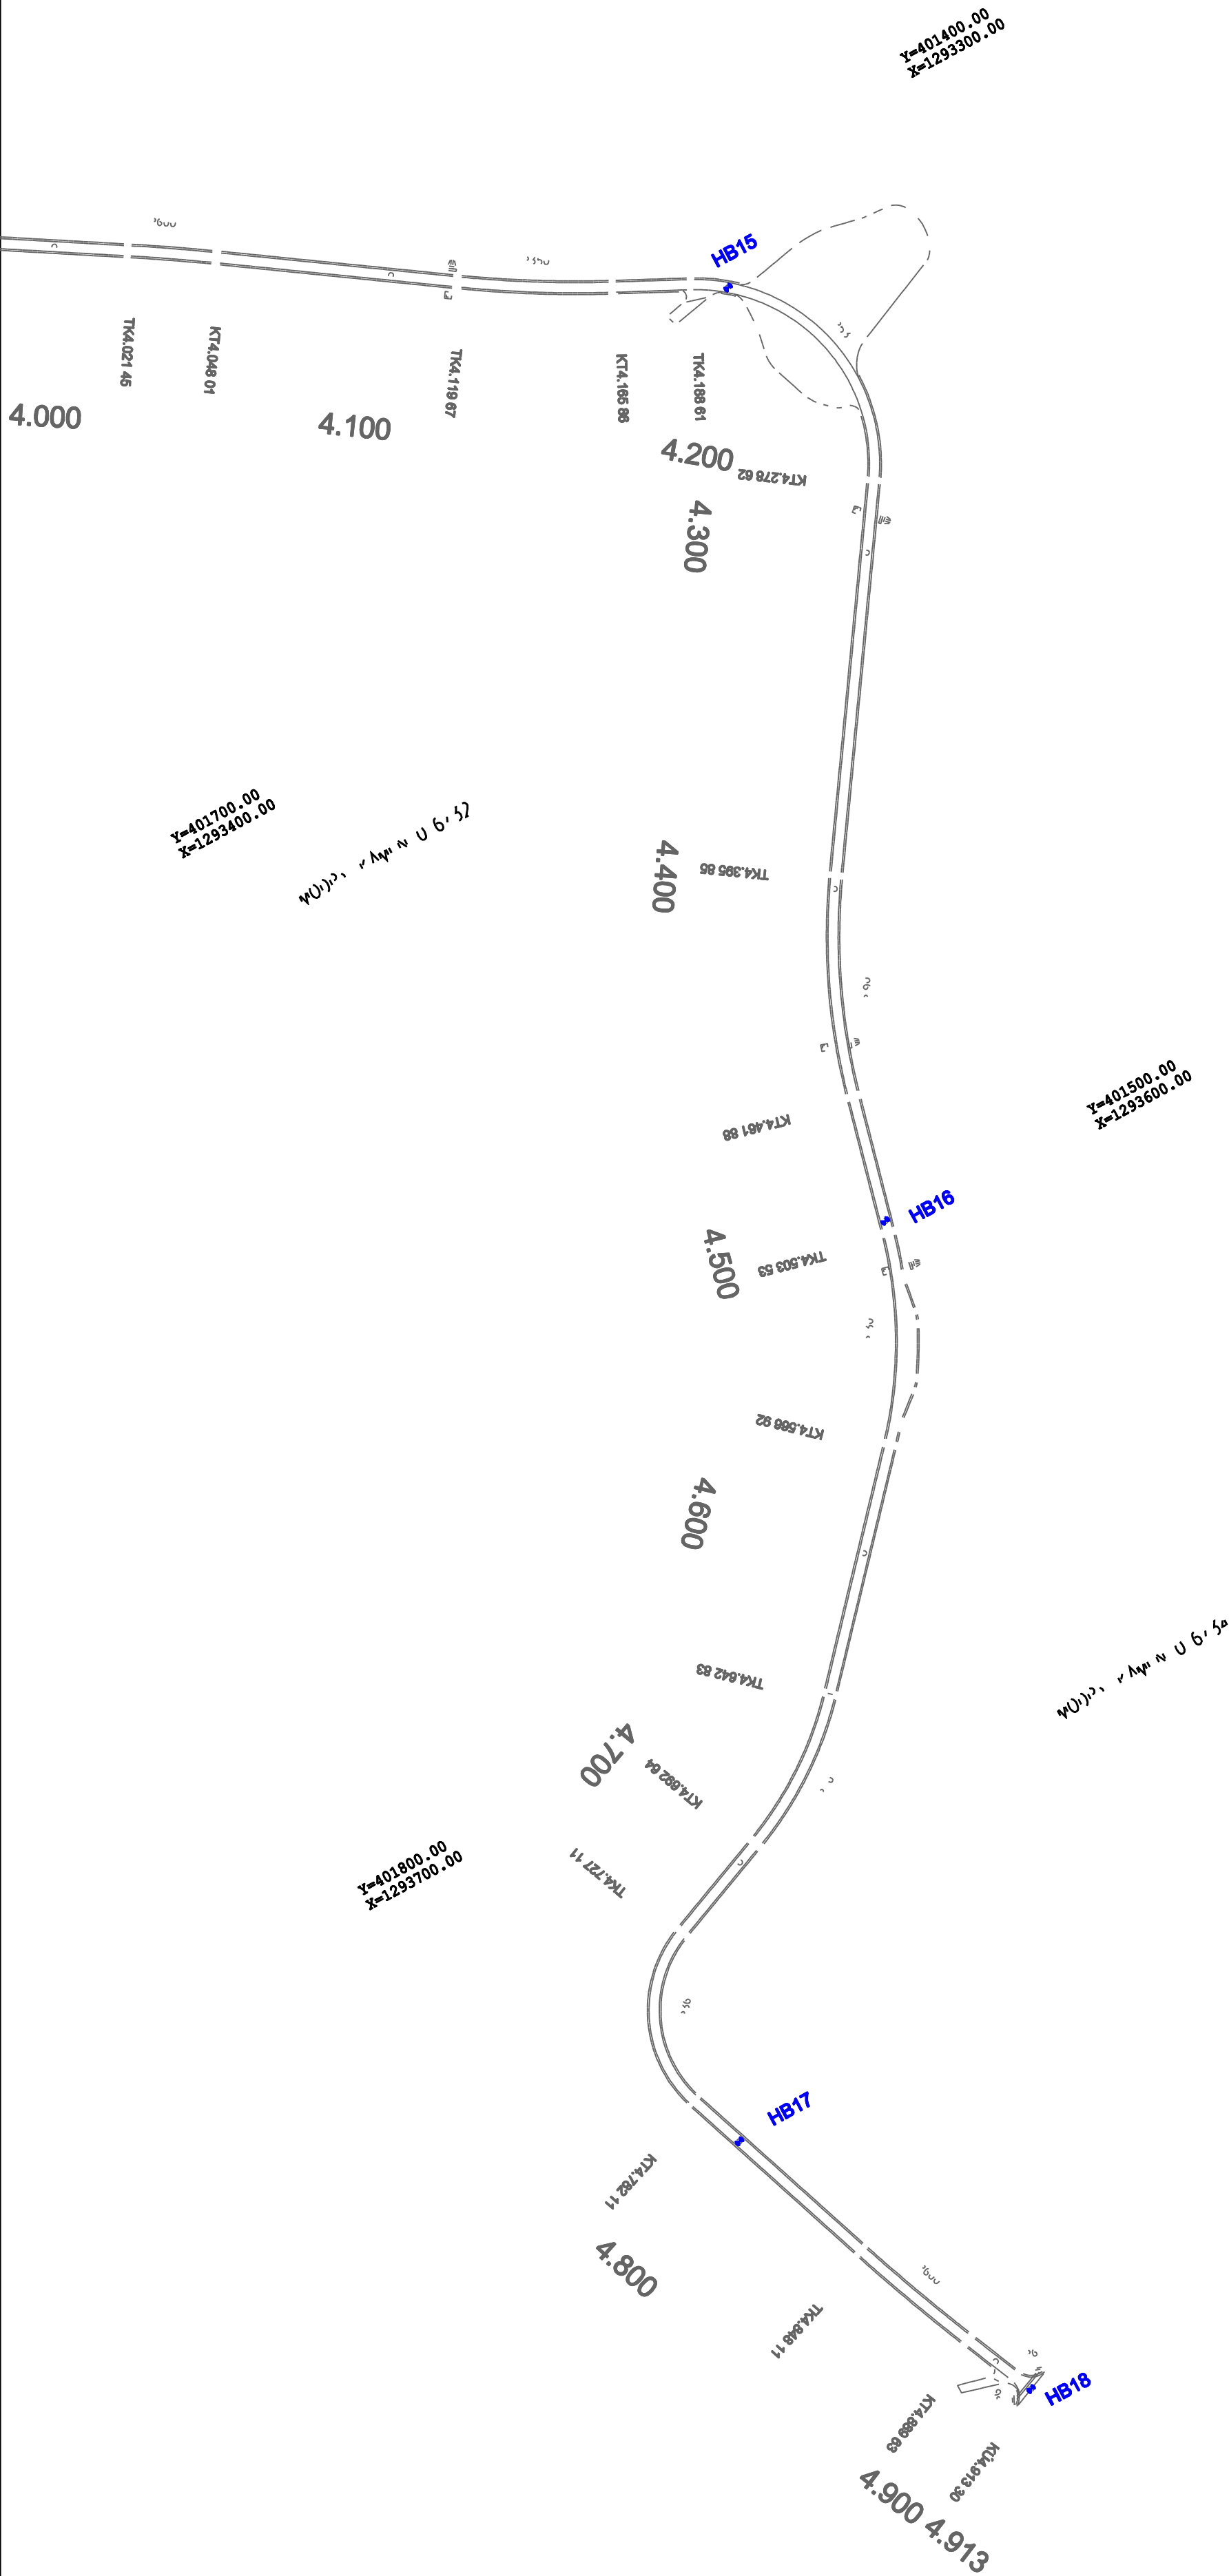 Y=401400.00
X=1293300.00
HB15
TK4.021 45
KT4.048 01
TK4.119 67
KT4.165 86
TK4.188 61
4.000
4.100
4.200
KT4.278 62
4.300
Y=401700.00
X=1293400.00
4.400
TK4.395 85
Y=401500.00
X=1293600.00
KT4.461 88
HB16
4.500
TK4.503 53
KT4.566 92
4.600
TK4.642 83
4.700
KT4.692 64
TK4.727 11
Y=401800.00
X=1293700.00
HB17
KT4.782 11
4.800
TK4.848 11
HB18
KT4.889 63
KÜ4.913 30
4.900
4.913